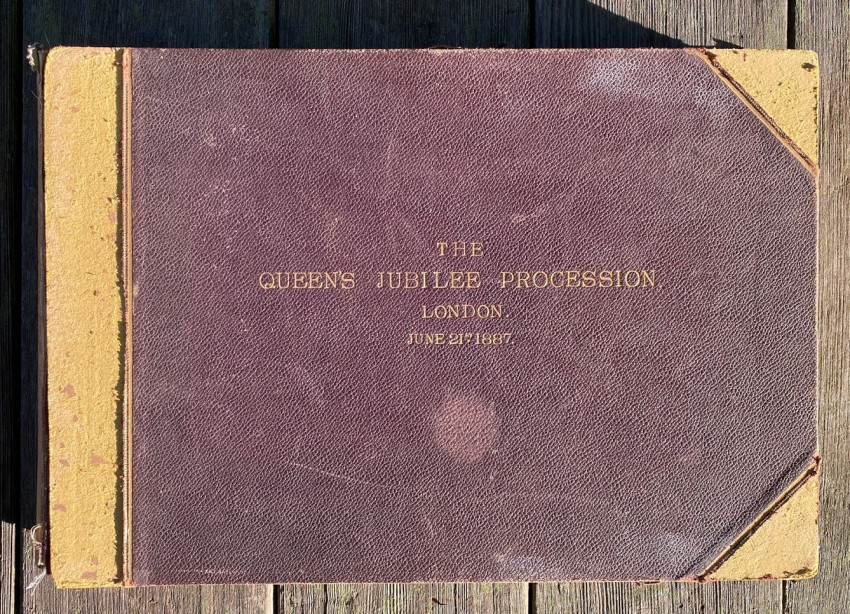 THE
QUEEN'S JUBILEE PROCESSION.
LONDON.
JUNE 21ST 1887.